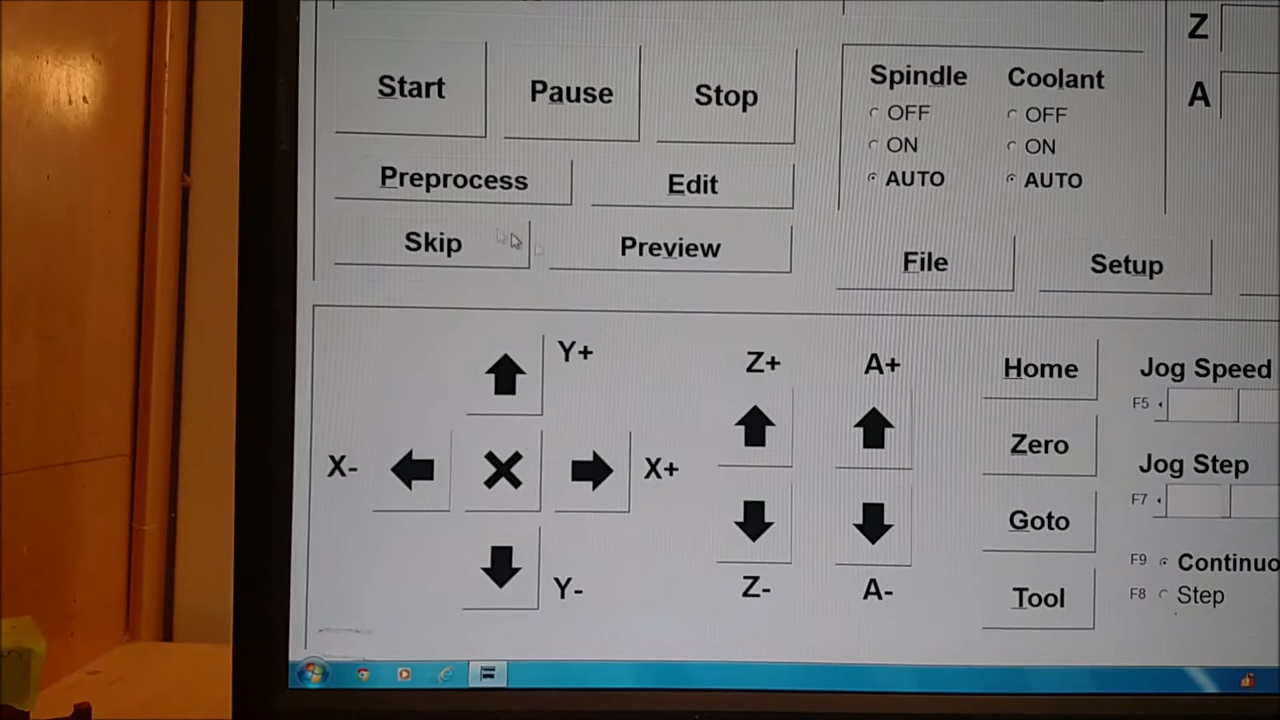 Z
Start Pause Stop
Spindle Coolant
A
OFF OFF
ON ON
AUTO AUTO
Preprocess Edit
Skip Preview
File Setup
Y+
Z+ A+
Home
Jog Speed
F5
Zero
X- X+
Jog Step
F7
Goto
F9 Continuo
Y- Z- A-
Tool
F8 Step